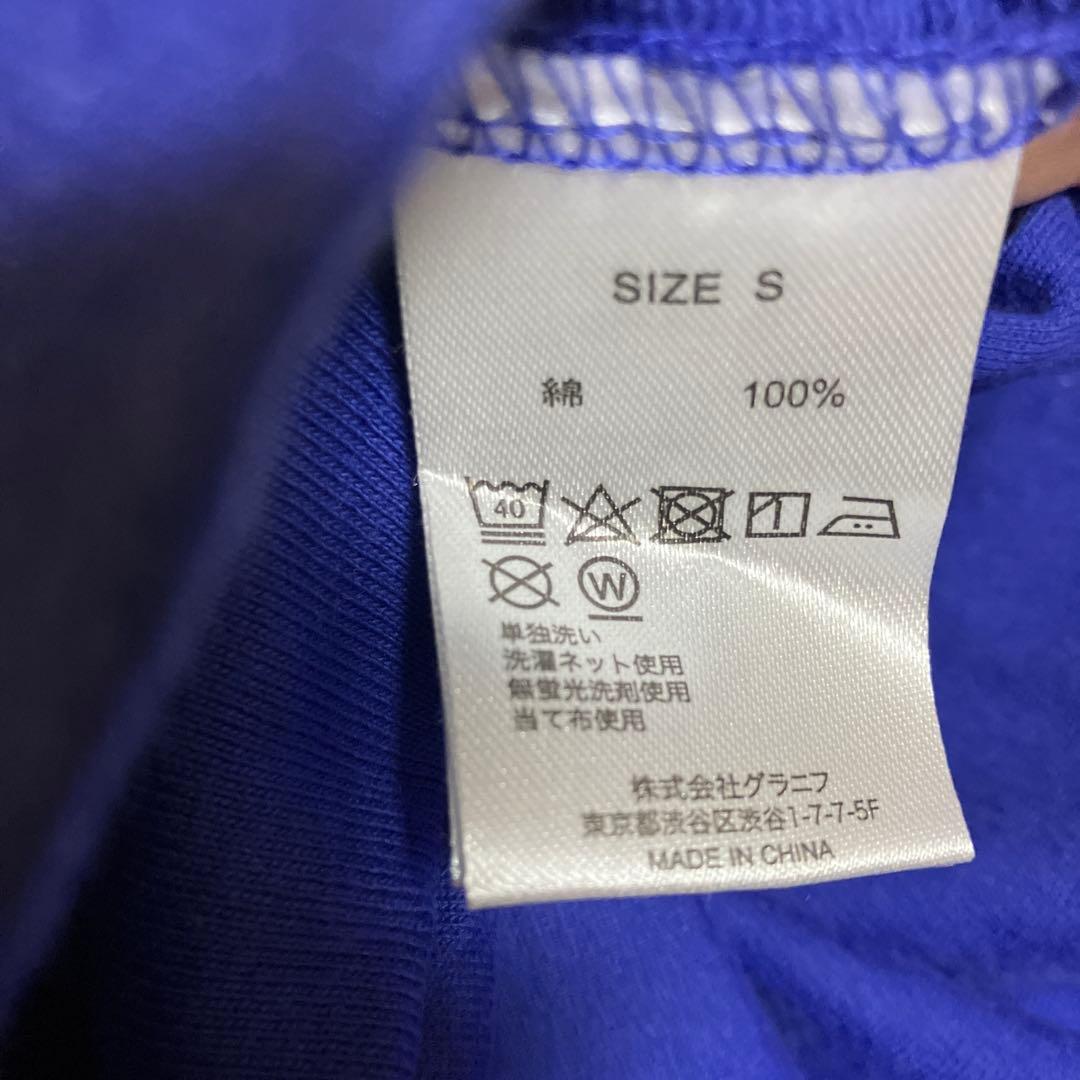 SIZE S
綿 100%
40
W
単独洗い
洗濯ネット使用
無蛍光洗剤使用
当て布使用
株式会社グラニフ
東京都渋谷区渋谷1-7-7-5F
MADE IN CHINA